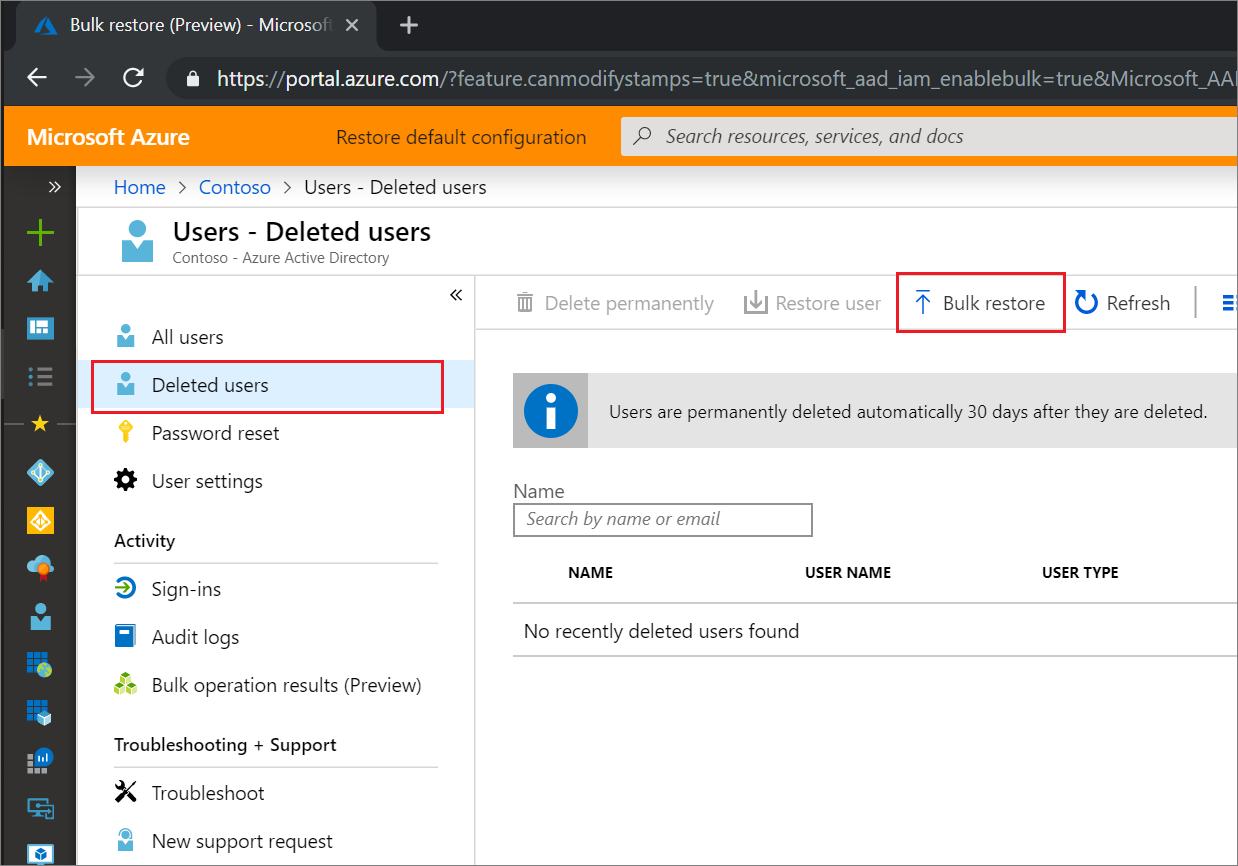 Bulk restore (Preview) - Microsoft
https://portal.azure.com/?feature.canmodifystamps=true&microsoft_aad_iam_enablebulk=true&Microsoft_AAI
Microsoft Azure
Restore default configuration
Search resources, services, and docs
Home > Contoso > Users - Deleted users
Users - Deleted users
Contoso - Azure Active Directory
All users
Deleted users
Password reset
User settings
Activity
Sign-ins
Audit logs
Bulk operation results (Preview)
Troubleshooting + Support
Troubleshoot
New support request
Delete permanently
Restore user
Bulk restore
Refresh
Users are permanently deleted automatically 30 days after they are deleted.
Name
Search by name or email
NAME USER NAME USER TYPE
No recently deleted users found